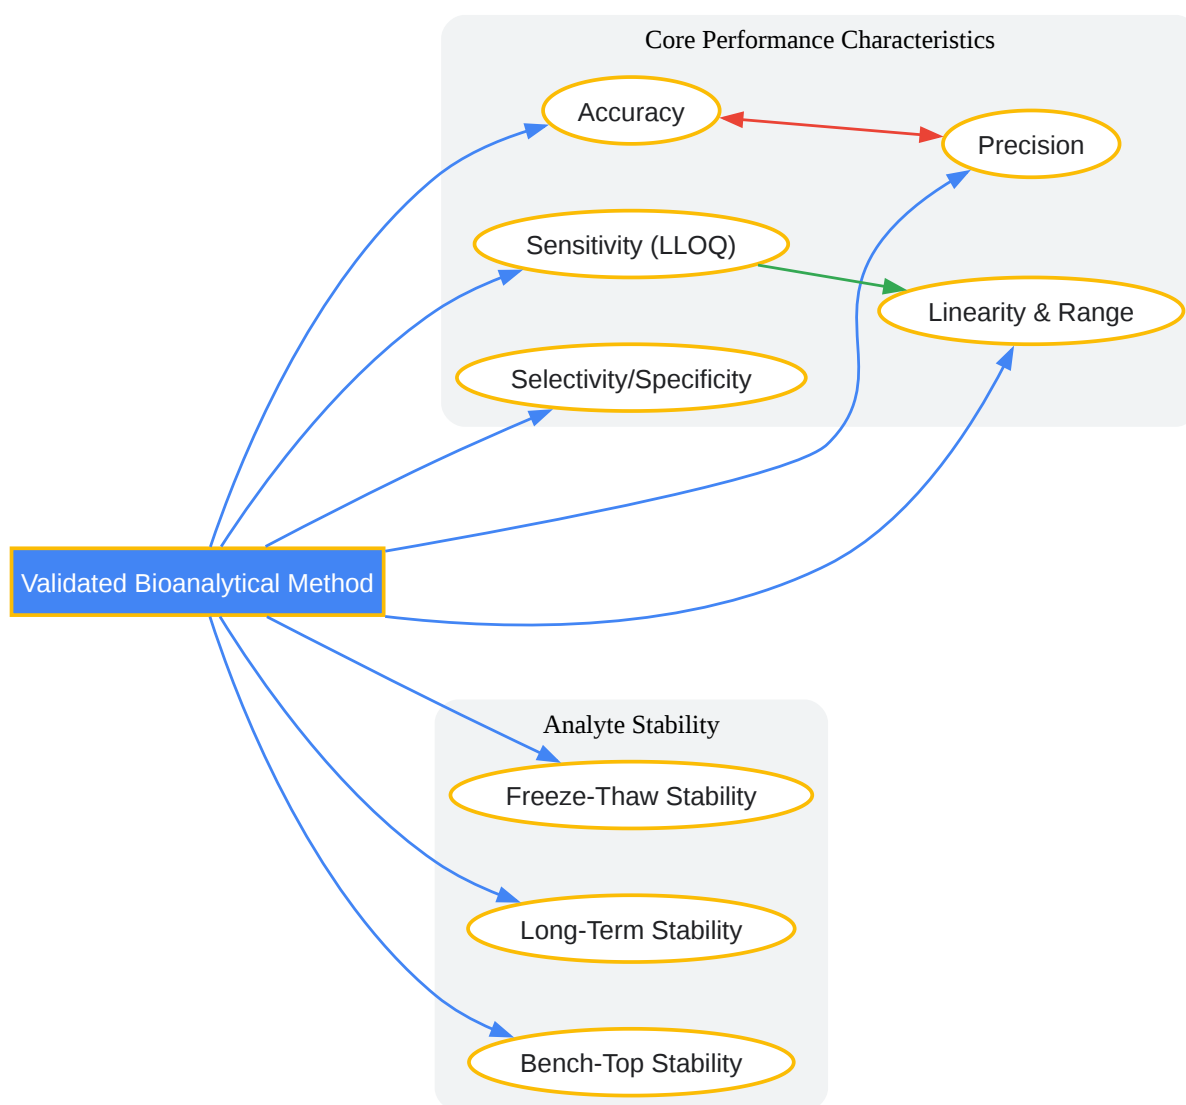 Core Performance Characteristics
Accuracy
Precision
Sensitivity (LLOQ)
Linearity & Range
Selectivity/Specificity
Validated Bioanalytical Method
Analyte Stability
Freeze-Thaw Stability
Long-Term Stability
Bench-Top Stability